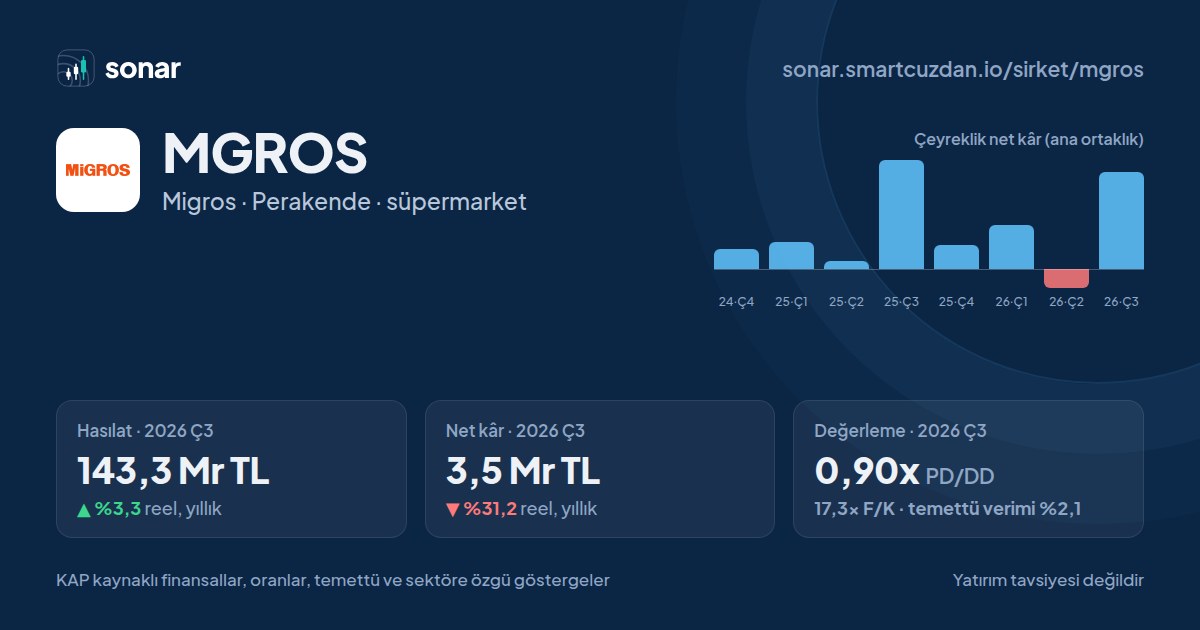 sonar
sonar.smartcuzdan.io/sirket/mgros
MiGROS
MGROS
Migros · Perakende · süpermarket
Çeyreklik net kâr (ana ortaklık)
24·Ç4 25·Ç1 25·Ç2 25·Ç3 25·Ç4 26·Ç1 26·Ç2 26·Ç3
Hasılat · 2026 Ç3
143,3 Mr TL
▲ %3,3 reel, yıllık
Net kâr · 2026 Ç3
3,5 Mr TL
▼ %31,2 reel, yıllık
Değerleme · 2026 Ç3
0,90x PD/DD
17,3× F/K · temettü verimi %2,1
KAP kaynaklı finansallar, oranlar, temettü ve sektöre özgü göstergeler
Yatırım tavsiyesi değildir